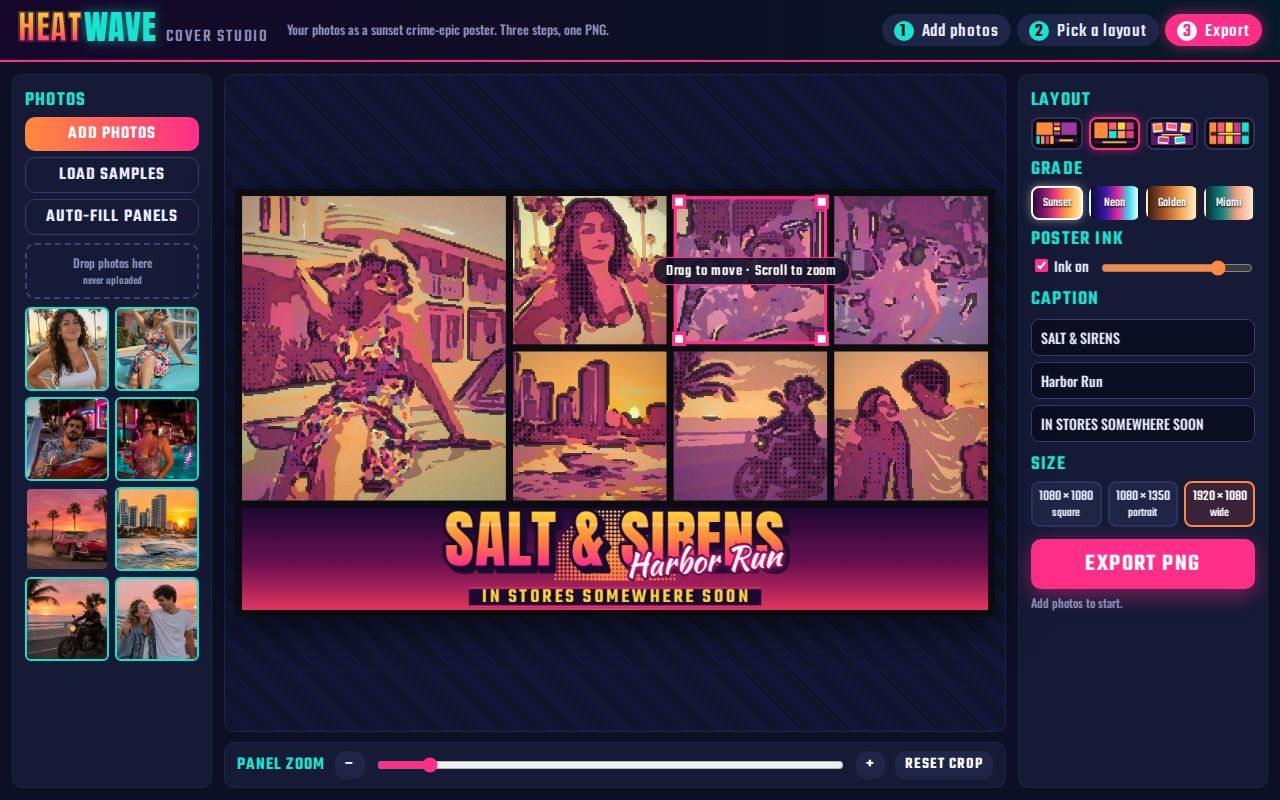 HEATWAVE COVER STUDIO
Your photos as a sunset crime-epic poster. Three steps, one PNG.
1 Add photos
2 Pick a layout
3 Export
PHOTOS
ADD PHOTOS
LOAD SAMPLES
AUTO-FILL PANELS
Drop photos here
never uploaded
Drag to move · Scroll to zoom
SALT & SIRENS
Harbor Run
IN STORES SOMEWHERE SOON
PANEL ZOOM
−
+
RESET CROP
LAYOUT
GRADE
Sunset
Neon
Golden
Miami
POSTER INK
Ink on
CAPTION
SALT & SIRENS
Harbor Run
IN STORES SOMEWHERE SOON
SIZE
1080 × 1080
square
1080 × 1350
portrait
1920 × 1080
wide
EXPORT PNG
Add photos to start.